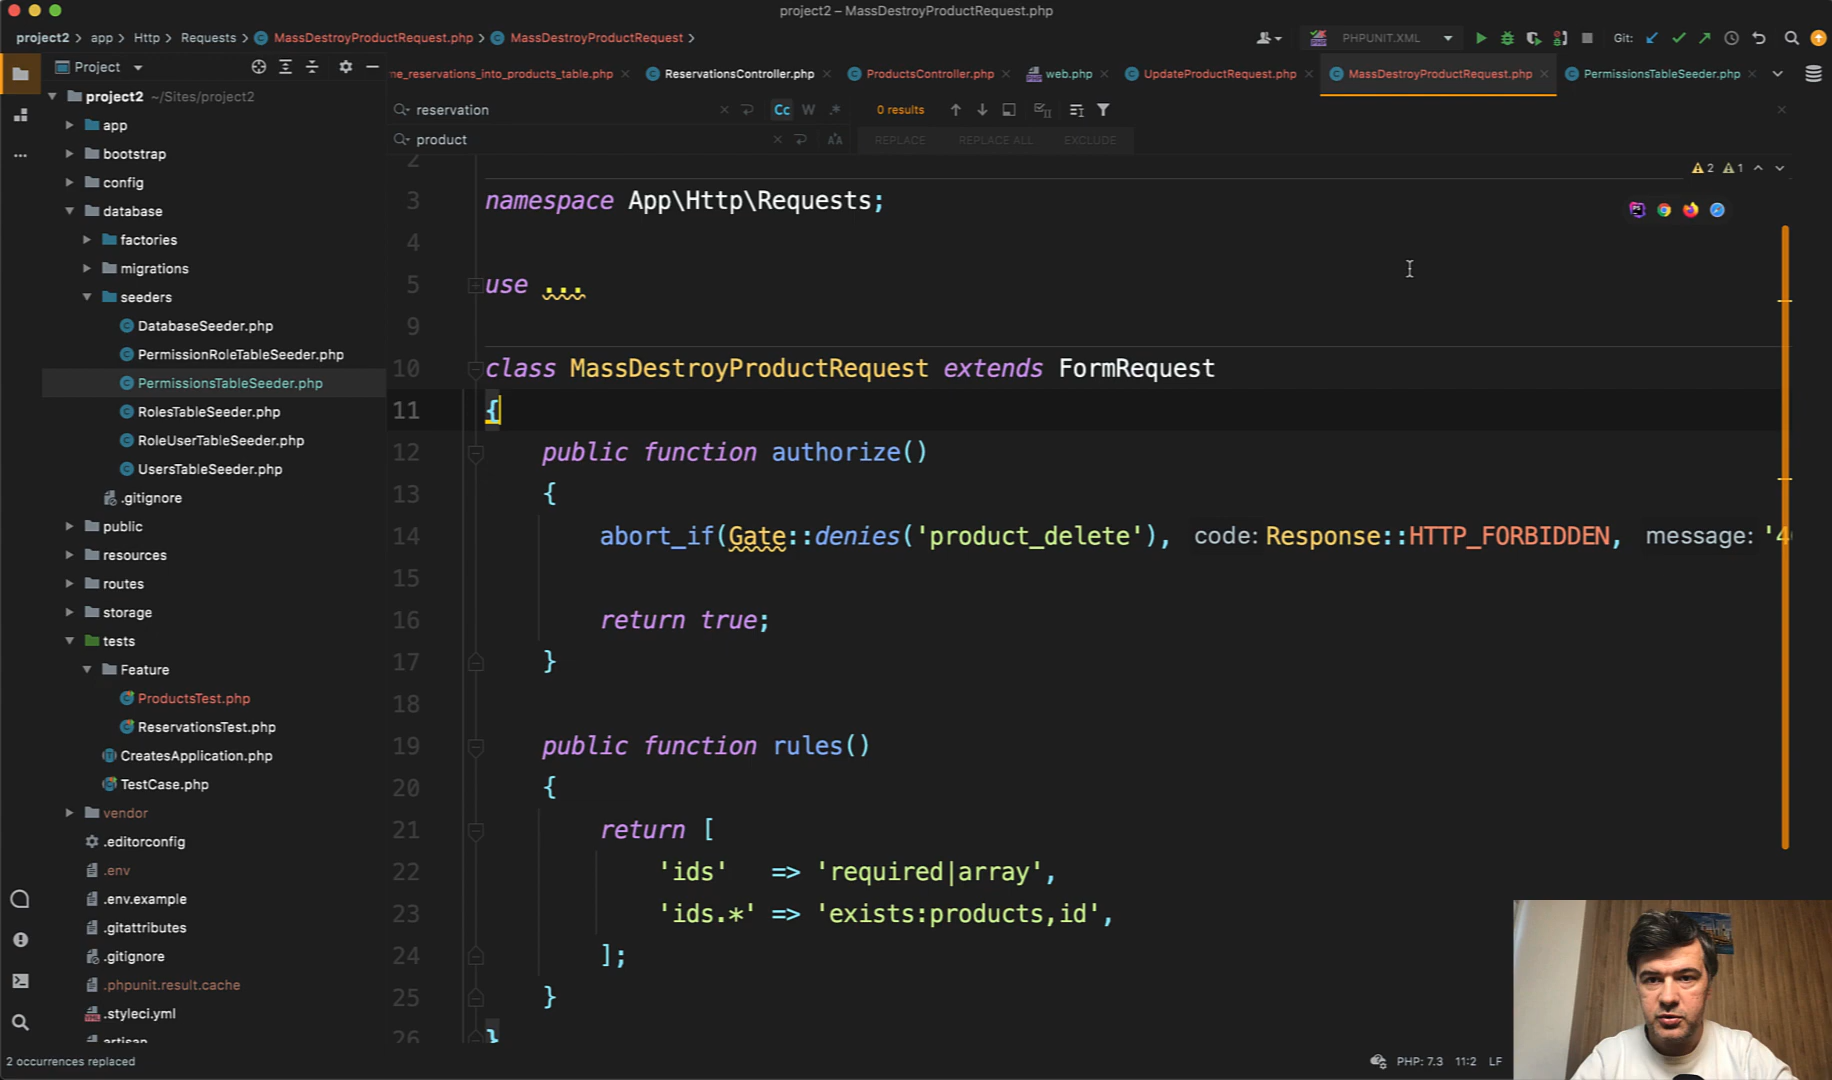 project2 – MassDestroyProductRequest.php
project2 > app > Http > Requests > MassDestroyProductRequest.php > MassDestroyProductRequest >
PHPUNIT.XML
Git:
Project
me_reservations_into_products_table.php
ReservationsController.php
ProductsController.php
web.php
UpdateProductRequest.php
MassDestroyProductRequest.php
PermissionsTableSeeder.php
project2 ~/Sites/project2
app
bootstrap
config
database
factories
migrations
seeders
DatabaseSeeder.php
PermissionRoleTableSeeder.php
PermissionsTableSeeder.php
RolesTableSeeder.php
RoleUserTableSeeder.php
UsersTableSeeder.php
.gitignore
public
resources
routes
storage
tests
Feature
ProductsTest.php
ReservationsTest.php
CreatesApplication.php
TestCase.php
vendor
.editorconfig
.env
.env.example
.gitattributes
.gitignore
.phpunit.result.cache
.styleci.yml
artisan
reservation
Cc W .* 0 results
product
REPLACE REPLACE ALL EXCLUDE
2 1
2
3 namespace App\Http\Requests;
4
5 use ...
9
10 class MassDestroyProductRequest extends FormRequest
11 {
12 public function authorize()
13 {
14 abort_if(Gate::denies('product_delete'), code: Response::HTTP_FORBIDDEN, message: '4
15
16 return true;
17 }
18
19 public function rules()
20 {
21 return [
22 'ids' => 'required|array',
23 'ids.*' => 'exists:products,id',
24 ];
25 }
26 }
2 occurrences replaced
PHP: 7.3 11:2 LF